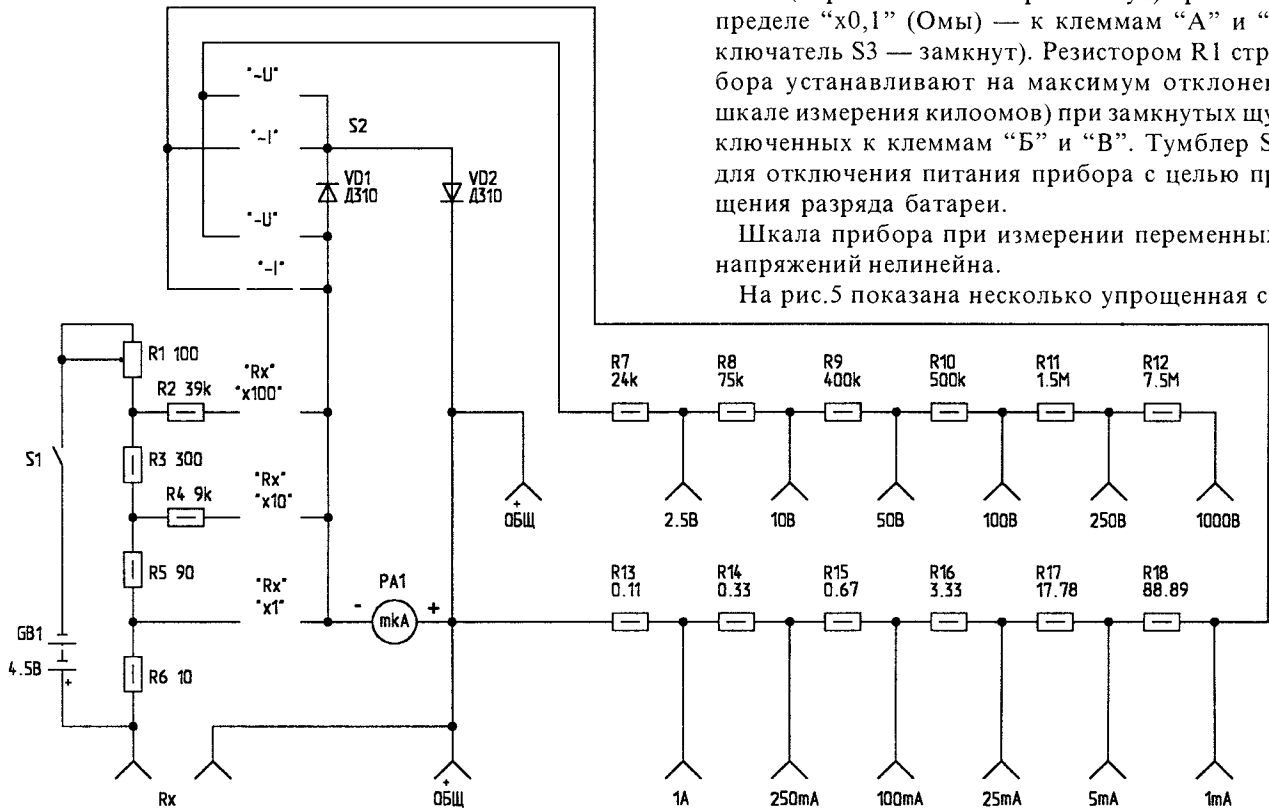 пределе “x0,1” (Омы) — к клеммам “А” и “
ключатель S3 — замкнут). Резистором R1 стр
бора устанавливают на максимум отклонен
шкале измерения килоомов) при замкнутых щу
ключенных к клеммам “Б” и “В”. Тумблер S
для отключения питания прибора с целью пр
щения разряда батареи.
Шкала прибора при измерении переменных
напряжений нелинейна.
На рис.5 показана несколько упрощенная с
"~U"
"~I"
S2
VD1
Д310
VD2
Д310
"-U"
"-I"
R1 100
R2 39k
"Rx"
"x100"
S1
R3 300
R4 9k
"Rx"
"x10"
R5 90
"Rx"
"x1"
PA1
-
+
mkA
GB1
4.5В
+
R6 10
Rx
+
ОБЩ
+
ОБЩ
R7
24k
R8
75k
R9
400k
R10
500k
R11
1.5M
R12
7.5M
2.5В
10В
50В
100В
250В
1000В
R13
0.11
R14
0.33
R15
0.67
R16
3.33
R17
17.78
R18
88.89
1A
250mA
100mA
25mA
5mA
1mA